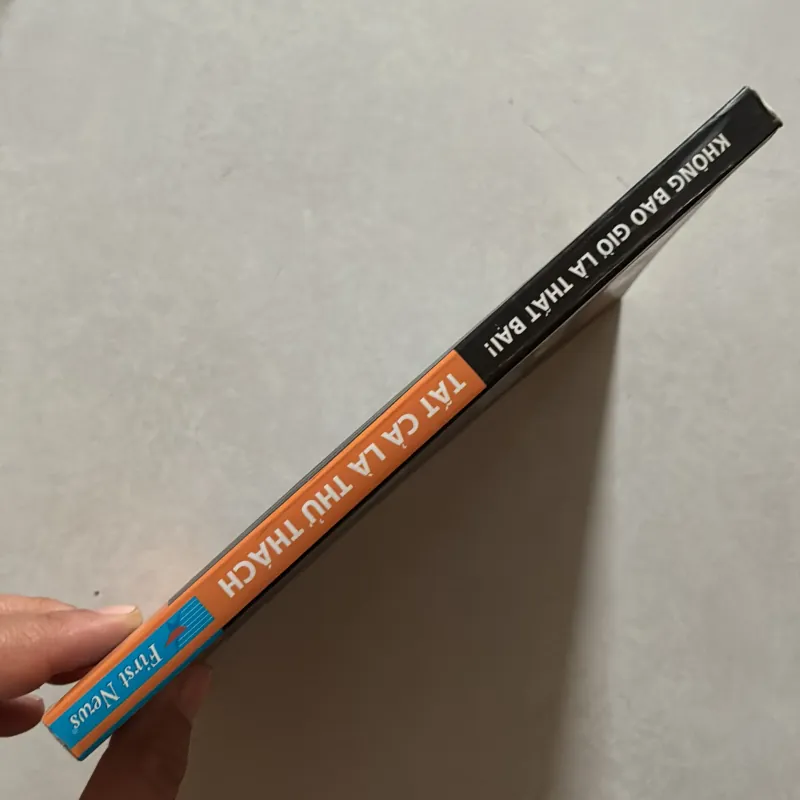 KHÔNG BAO GIỜ LÀ THẤT BẠI!
TẤT CẢ LÀ THỬ THÁCH
First News